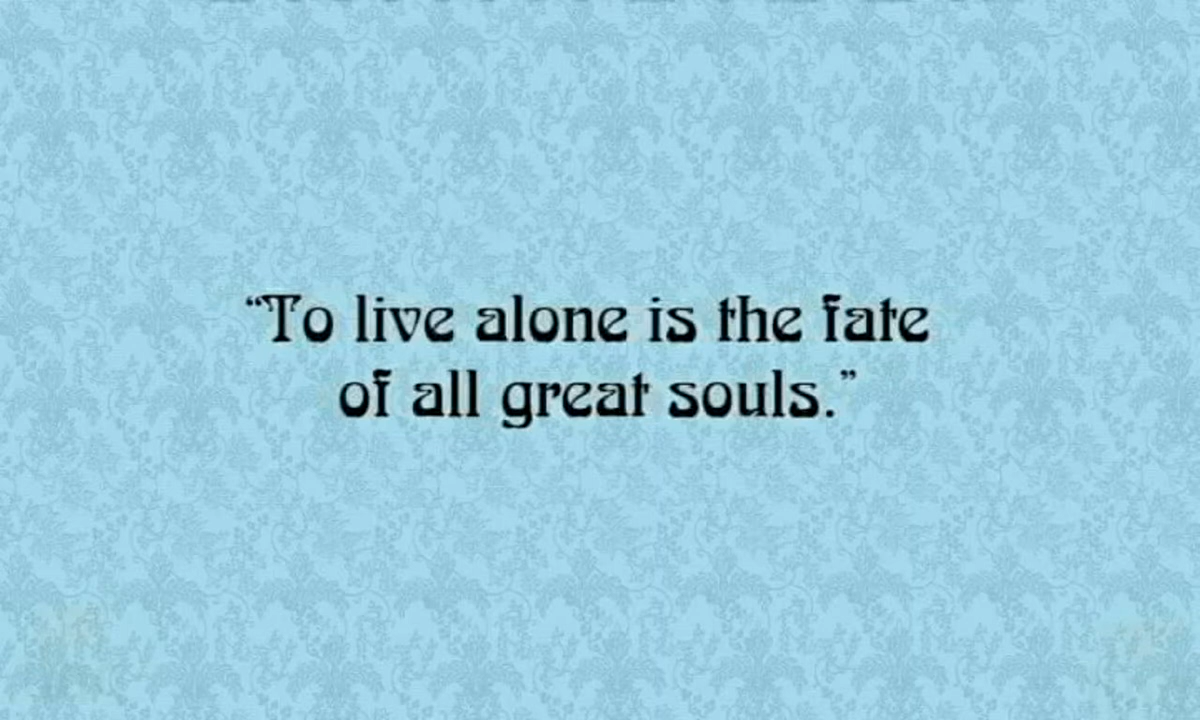 “To live alone is the fate
of all great souls.”